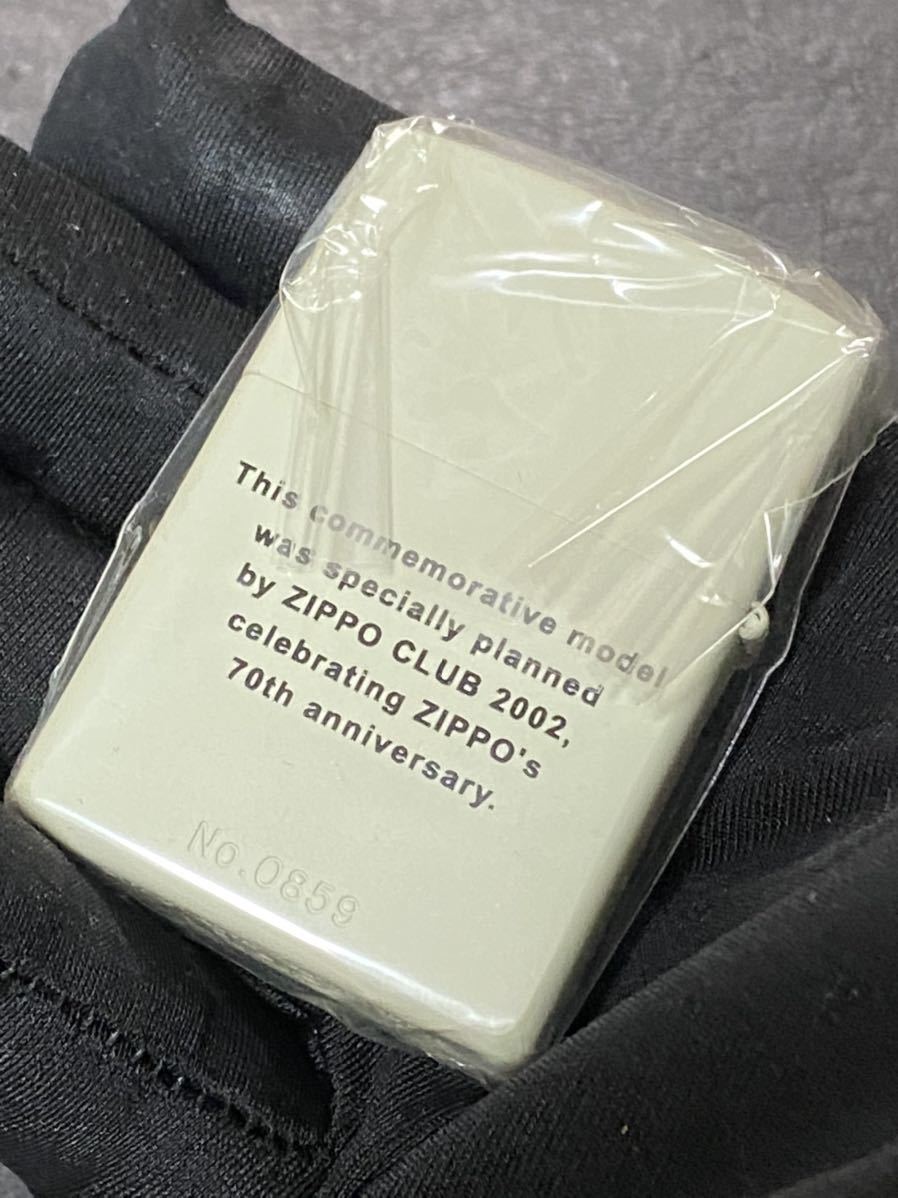 This commemorative model
was specially planned
by ZIPPO CLUB 2002,
celebrating ZIPPO's
70th anniversary.
No.0859